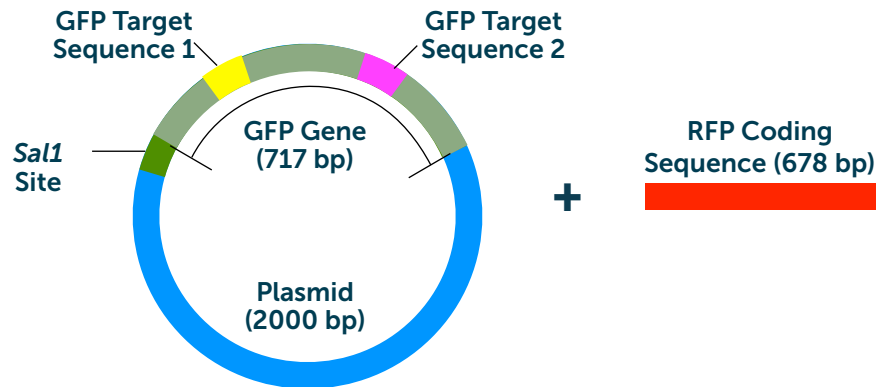 GFP Target
Sequence 1
GFP Target
Sequence 2
Sal1
Site
GFP Gene
(717 bp)
Plasmid
(2000 bp)
+
RFP Coding
Sequence (678 bp)